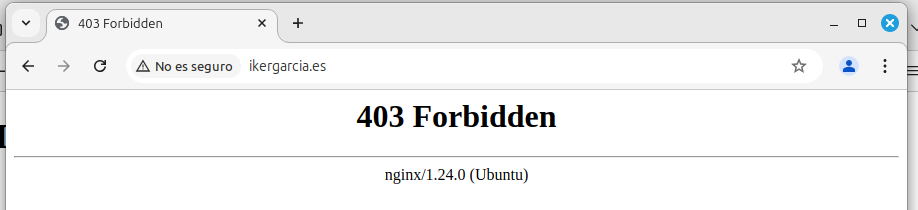 403 Forbidden
No es seguro ikergarcia.es
403 Forbidden
nginx/1.24.0 (Ubuntu)